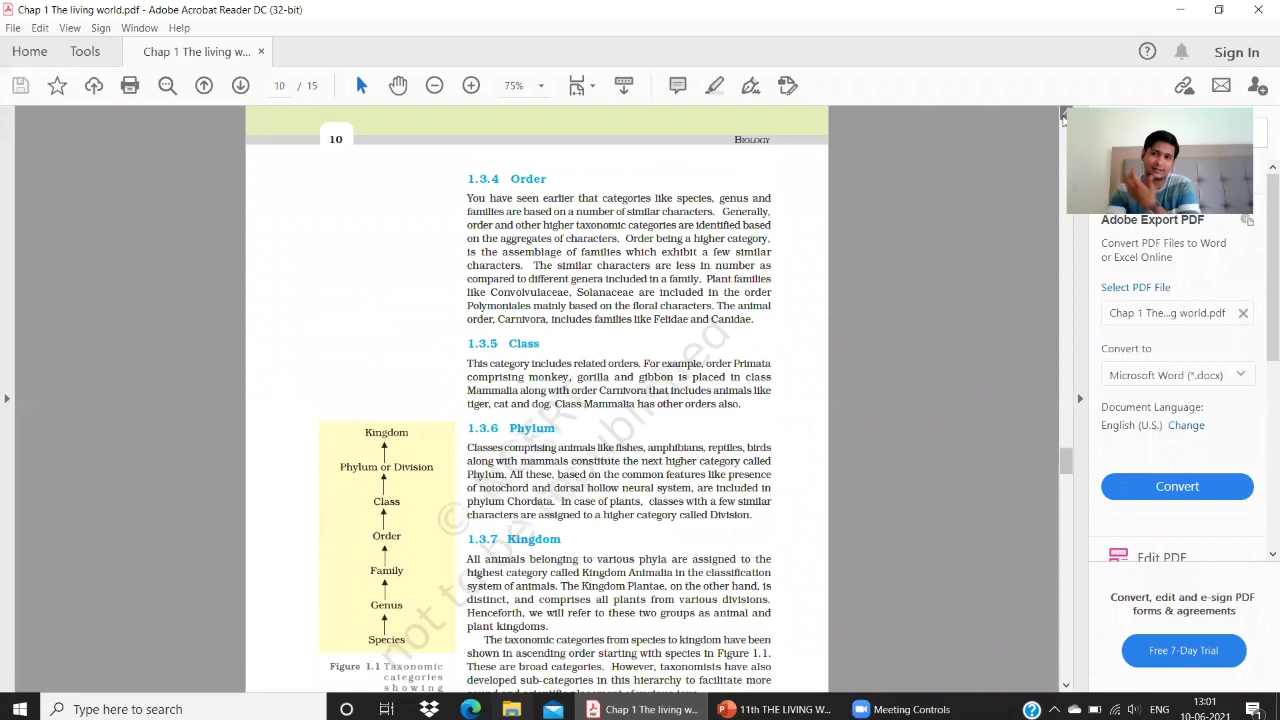 Chap 1 The living world.pdf - Adobe Acrobat Reader DC (32-bit)
File Edit View Sign Window Help
Home Tools Chap 1 The living w... × Sign In
10 / 15 75%
10 BIOLOGY
1.3.4 Order
You have seen earlier that categories like species, genus and
families are based on a number of similar characters. Generally,
order and other higher taxonomic categories are identified based
on the aggregates of characters. Order being a higher category,
is the assemblage of families which exhibit a few similar
characters. The similar characters are less in number as
compared to different genera included in a family. Plant families
like Convolvulaceae, Solanaceae are included in the order
Polymoniales mainly based on the floral characters. The animal
order, Carnivora, includes families like Felidae and Canidae.
1.3.5 Class
This category includes related orders. For example, order Primata
comprising monkey, gorilla and gibbon is placed in class
Mammalia along with order Carnivora that includes animals like
tiger, cat and dog. Class Mammalia has other orders also.
1.3.6 Phylum
Classes comprising animals like fishes, amphibians, reptiles, birds
along with mammals constitute the next higher category called
Phylum. All these, based on the common features like presence
of notochord and dorsal hollow neural system, are included in
phylum Chordata. In case of plants, classes with a few similar
characters are assigned to a higher category called Division.
1.3.7 Kingdom
All animals belonging to various phyla are assigned to the
highest category called Kingdom Animalia in the classification
system of animals. The Kingdom Plantae, on the other hand, is
distinct, and comprises all plants from various divisions.
Henceforth, we will refer to these two groups as animal and
plant kingdoms.
The taxonomic categories from species to kingdom have been
shown in ascending order starting with species in Figure 1.1.
These are broad categories. However, taxonomists have also
developed sub-categories in this hierarchy to facilitate more
Kingdom
Phylum or Division
Class
Order
Family
Genus
Species
Figure 1.1 Taxonomic
categories
showing
© NCERT
not to be republished
Adobe Export PDF
Convert PDF Files to Word
or Excel Online
Select PDF File
Chap 1 The...g world.pdf
Convert to
Microsoft Word (*.docx)
Document Language:
English (U.S.) Change
Convert
Edit PDF
Convert, edit and e-sign PDF
forms & agreements
Free 7-Day Trial
Type here to search
Chap 1 The living w...
11th THE LIVING W...
Meeting Controls
ENG
13:01
10-06-2021